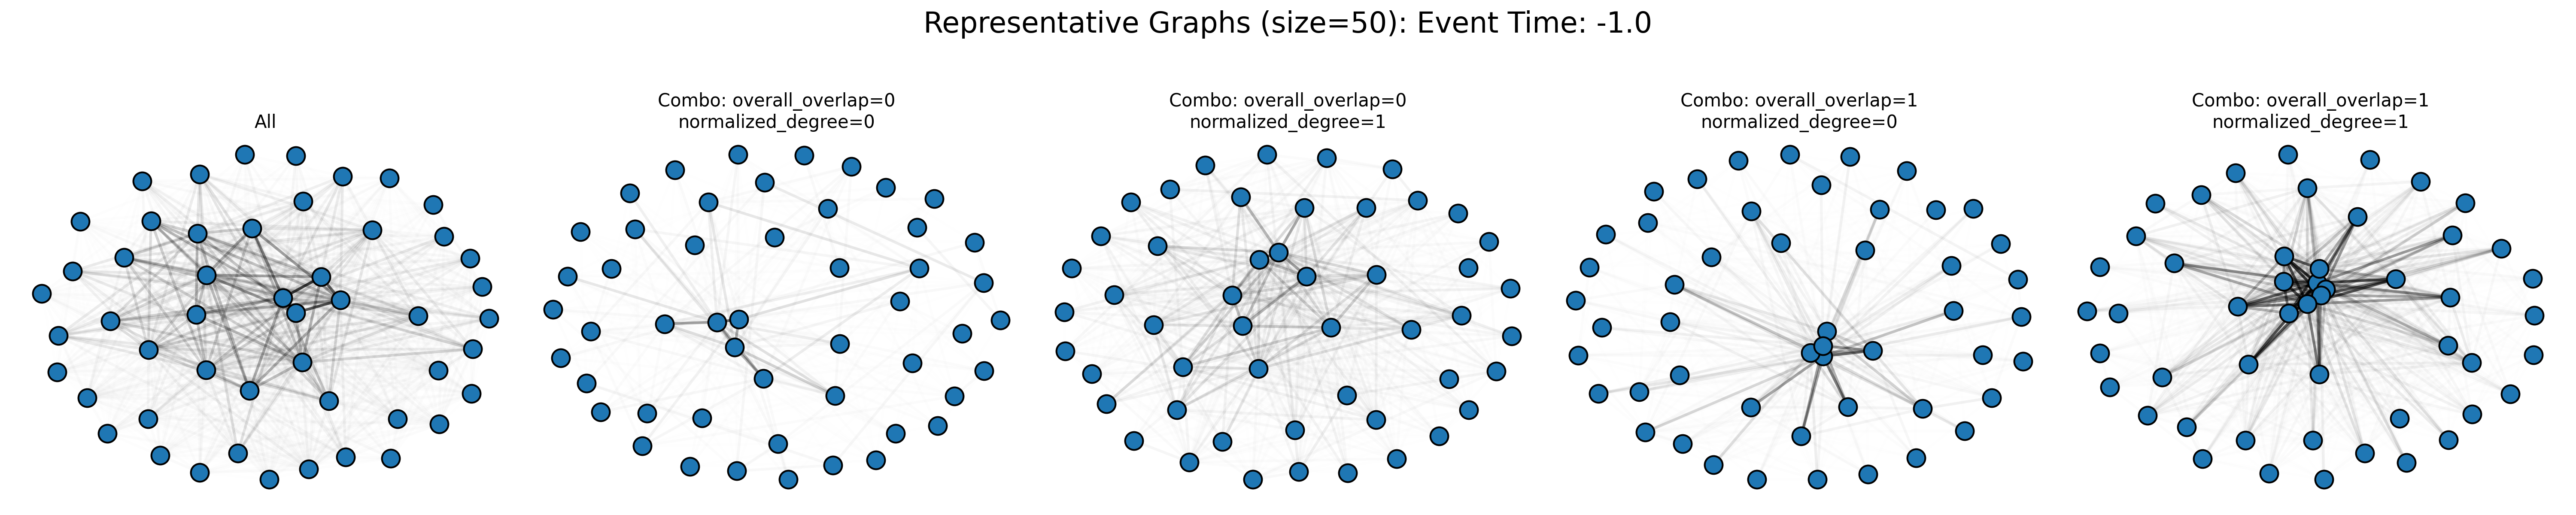 Representative Graphs (size=50): Event Time: -1.0
All
Combo: overall_overlap=0
normalized_degree=0
Combo: overall_overlap=0
normalized_degree=1
Combo: overall_overlap=1
normalized_degree=0
Combo: overall_overlap=1
normalized_degree=1